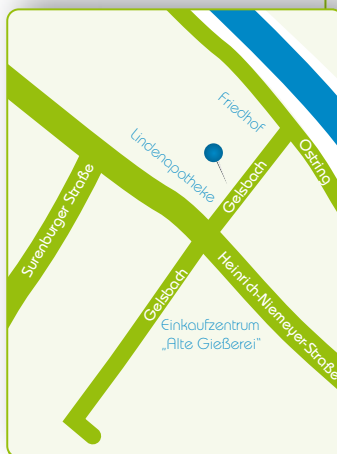 Friedhof
Lindenapotheke
Ostring
Gelsbach
Surenburger Straße
Gelsbach
Heinrich-Niemeyer-Straße
Einkaufzentrum
„Alte Gießerei“